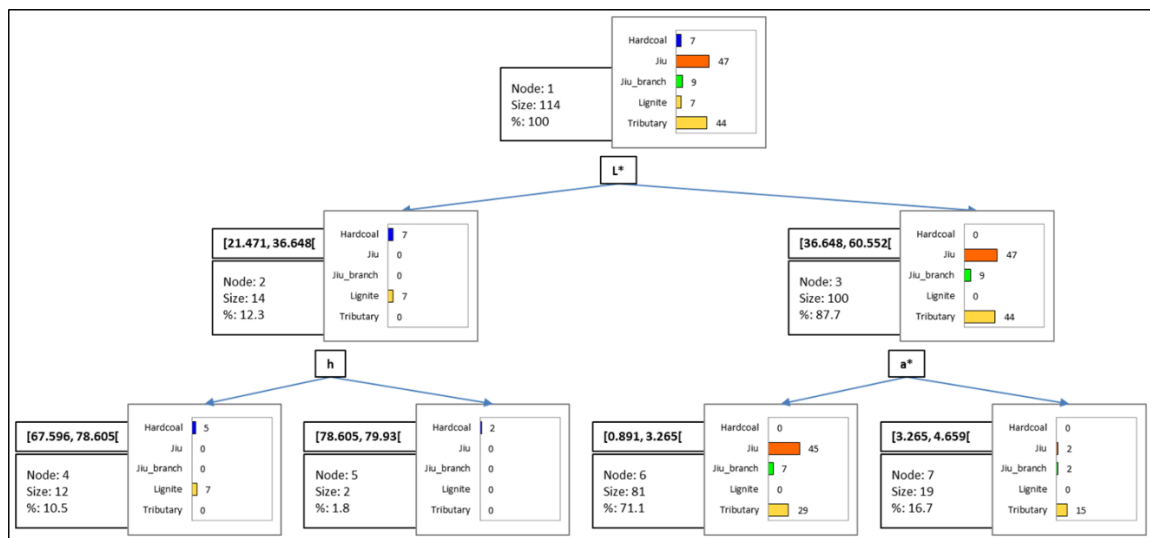 Hardcoal 7
Jiu 47
Jiu_branch 9
Lignite 7
Tributary 44
Node: 1
Size: 114
%: 100
L*
[21.471, 36.648[
Node: 2
Size: 14
%: 12.3
Hardcoal 7
Jiu 0
Jiu_branch 0
Lignite 7
Tributary 0
[36.648, 60.552[
Node: 3
Size: 100
%: 87.7
Hardcoal 0
Jiu 47
Jiu_branch 9
Lignite 0
Tributary 44
h
a*
[67.596, 78.605[
Node: 4
Size: 12
%: 10.5
Hardcoal 5
Jiu 0
Jiu_branch 0
Lignite 7
Tributary 0
[78.605, 79.93[
Node: 5
Size: 2
%: 1.8
Hardcoal 2
Jiu 0
Jiu_branch 0
Lignite 0
Tributary 0
[0.891, 3.265[
Node: 6
Size: 81
%: 71.1
Hardcoal 0
Jiu 45
Jiu_branch 7
Lignite 0
Tributary 29
[3.265, 4.659[
Node: 7
Size: 19
%: 16.7
Hardcoal 0
Jiu 2
Jiu_branch 2
Lignite 0
Tributary 15